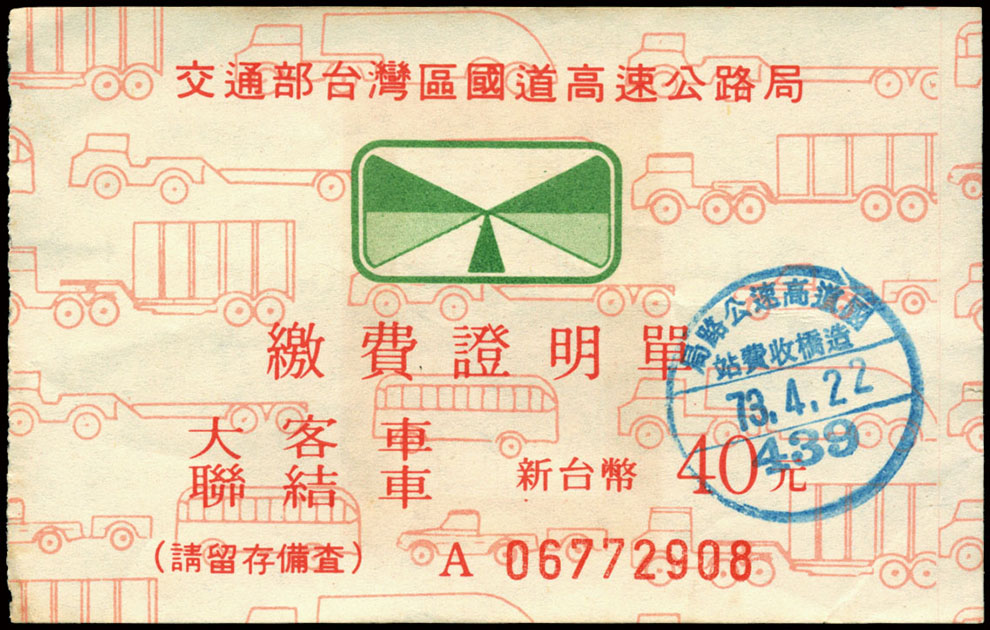 交通部台灣區國道高速公路局
繳費證明單
國道高速公路局
造橋收費站
73.4.22
439
大客車
聯結車
新台幣 40元
(請留存備查) A 06772908